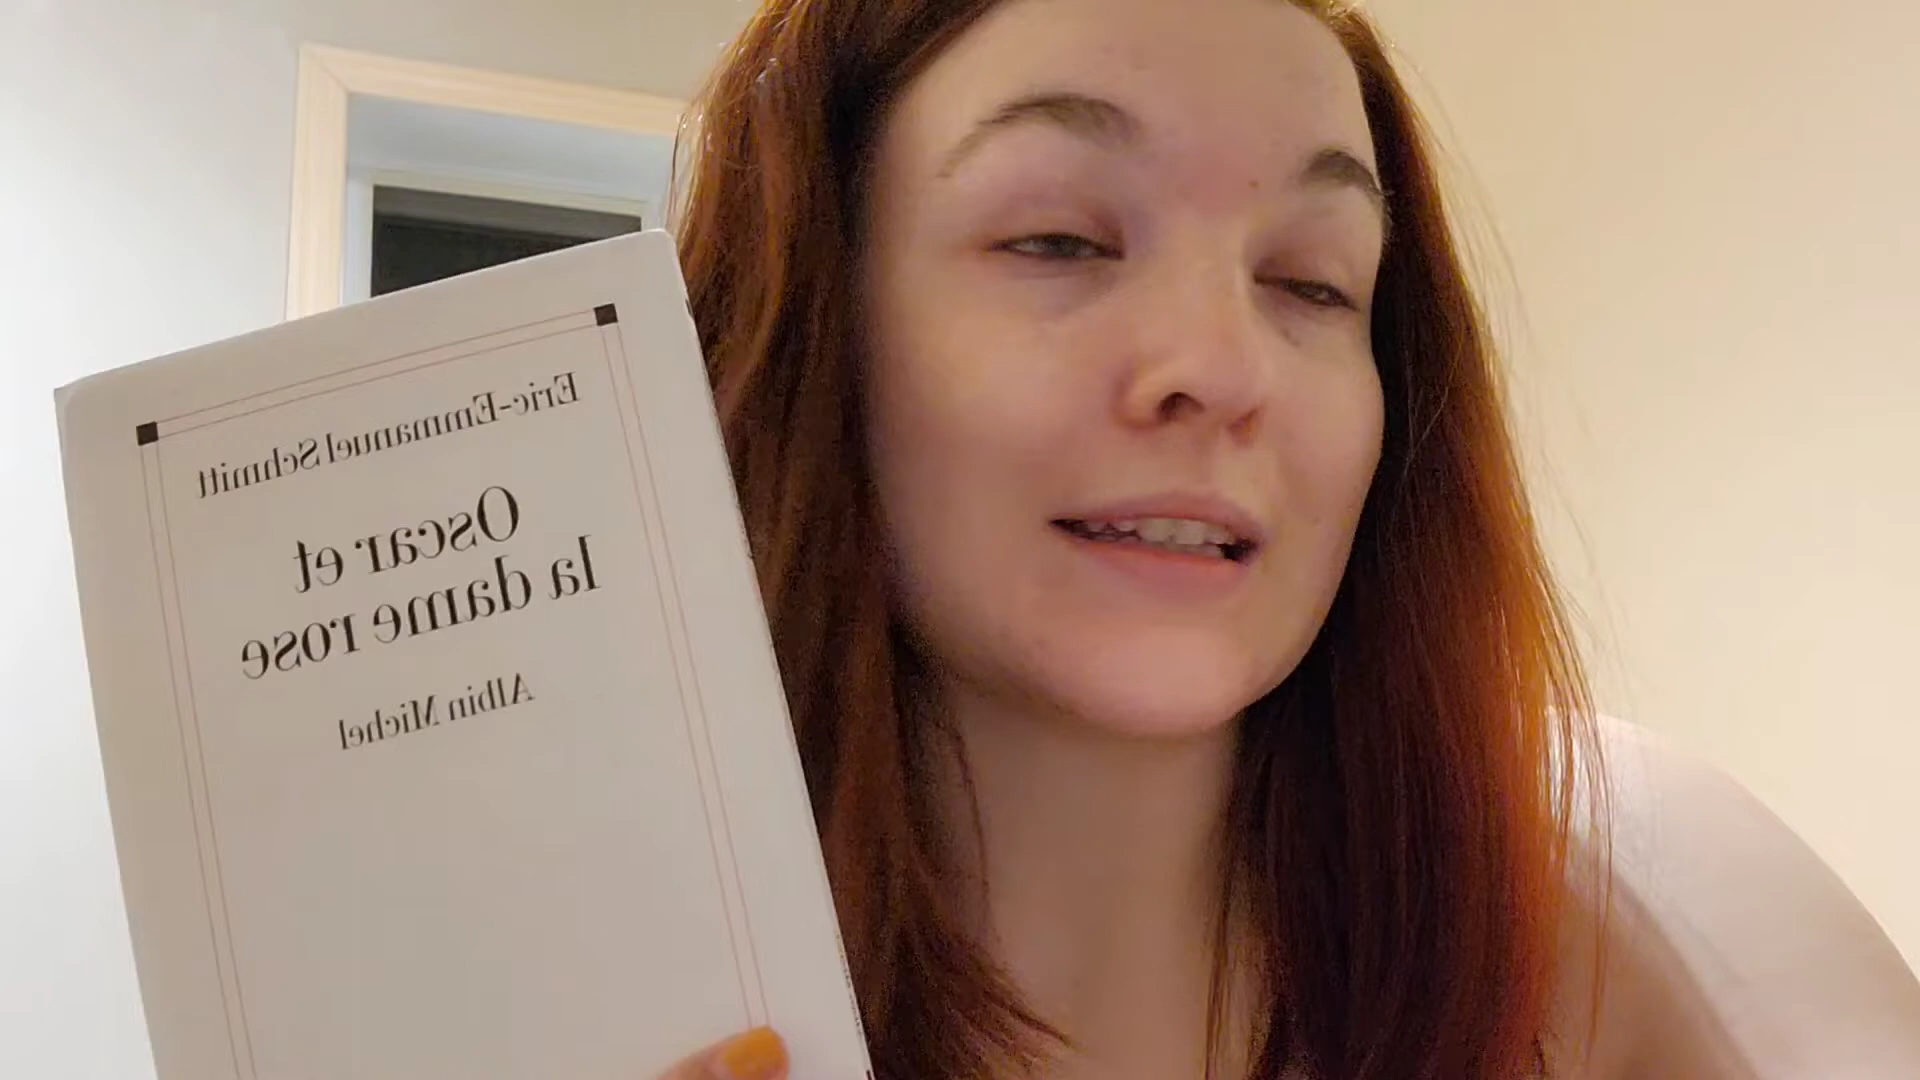 Eric-Emmanuel Schmitt
Oscar et
la dame rose
Albin Michel